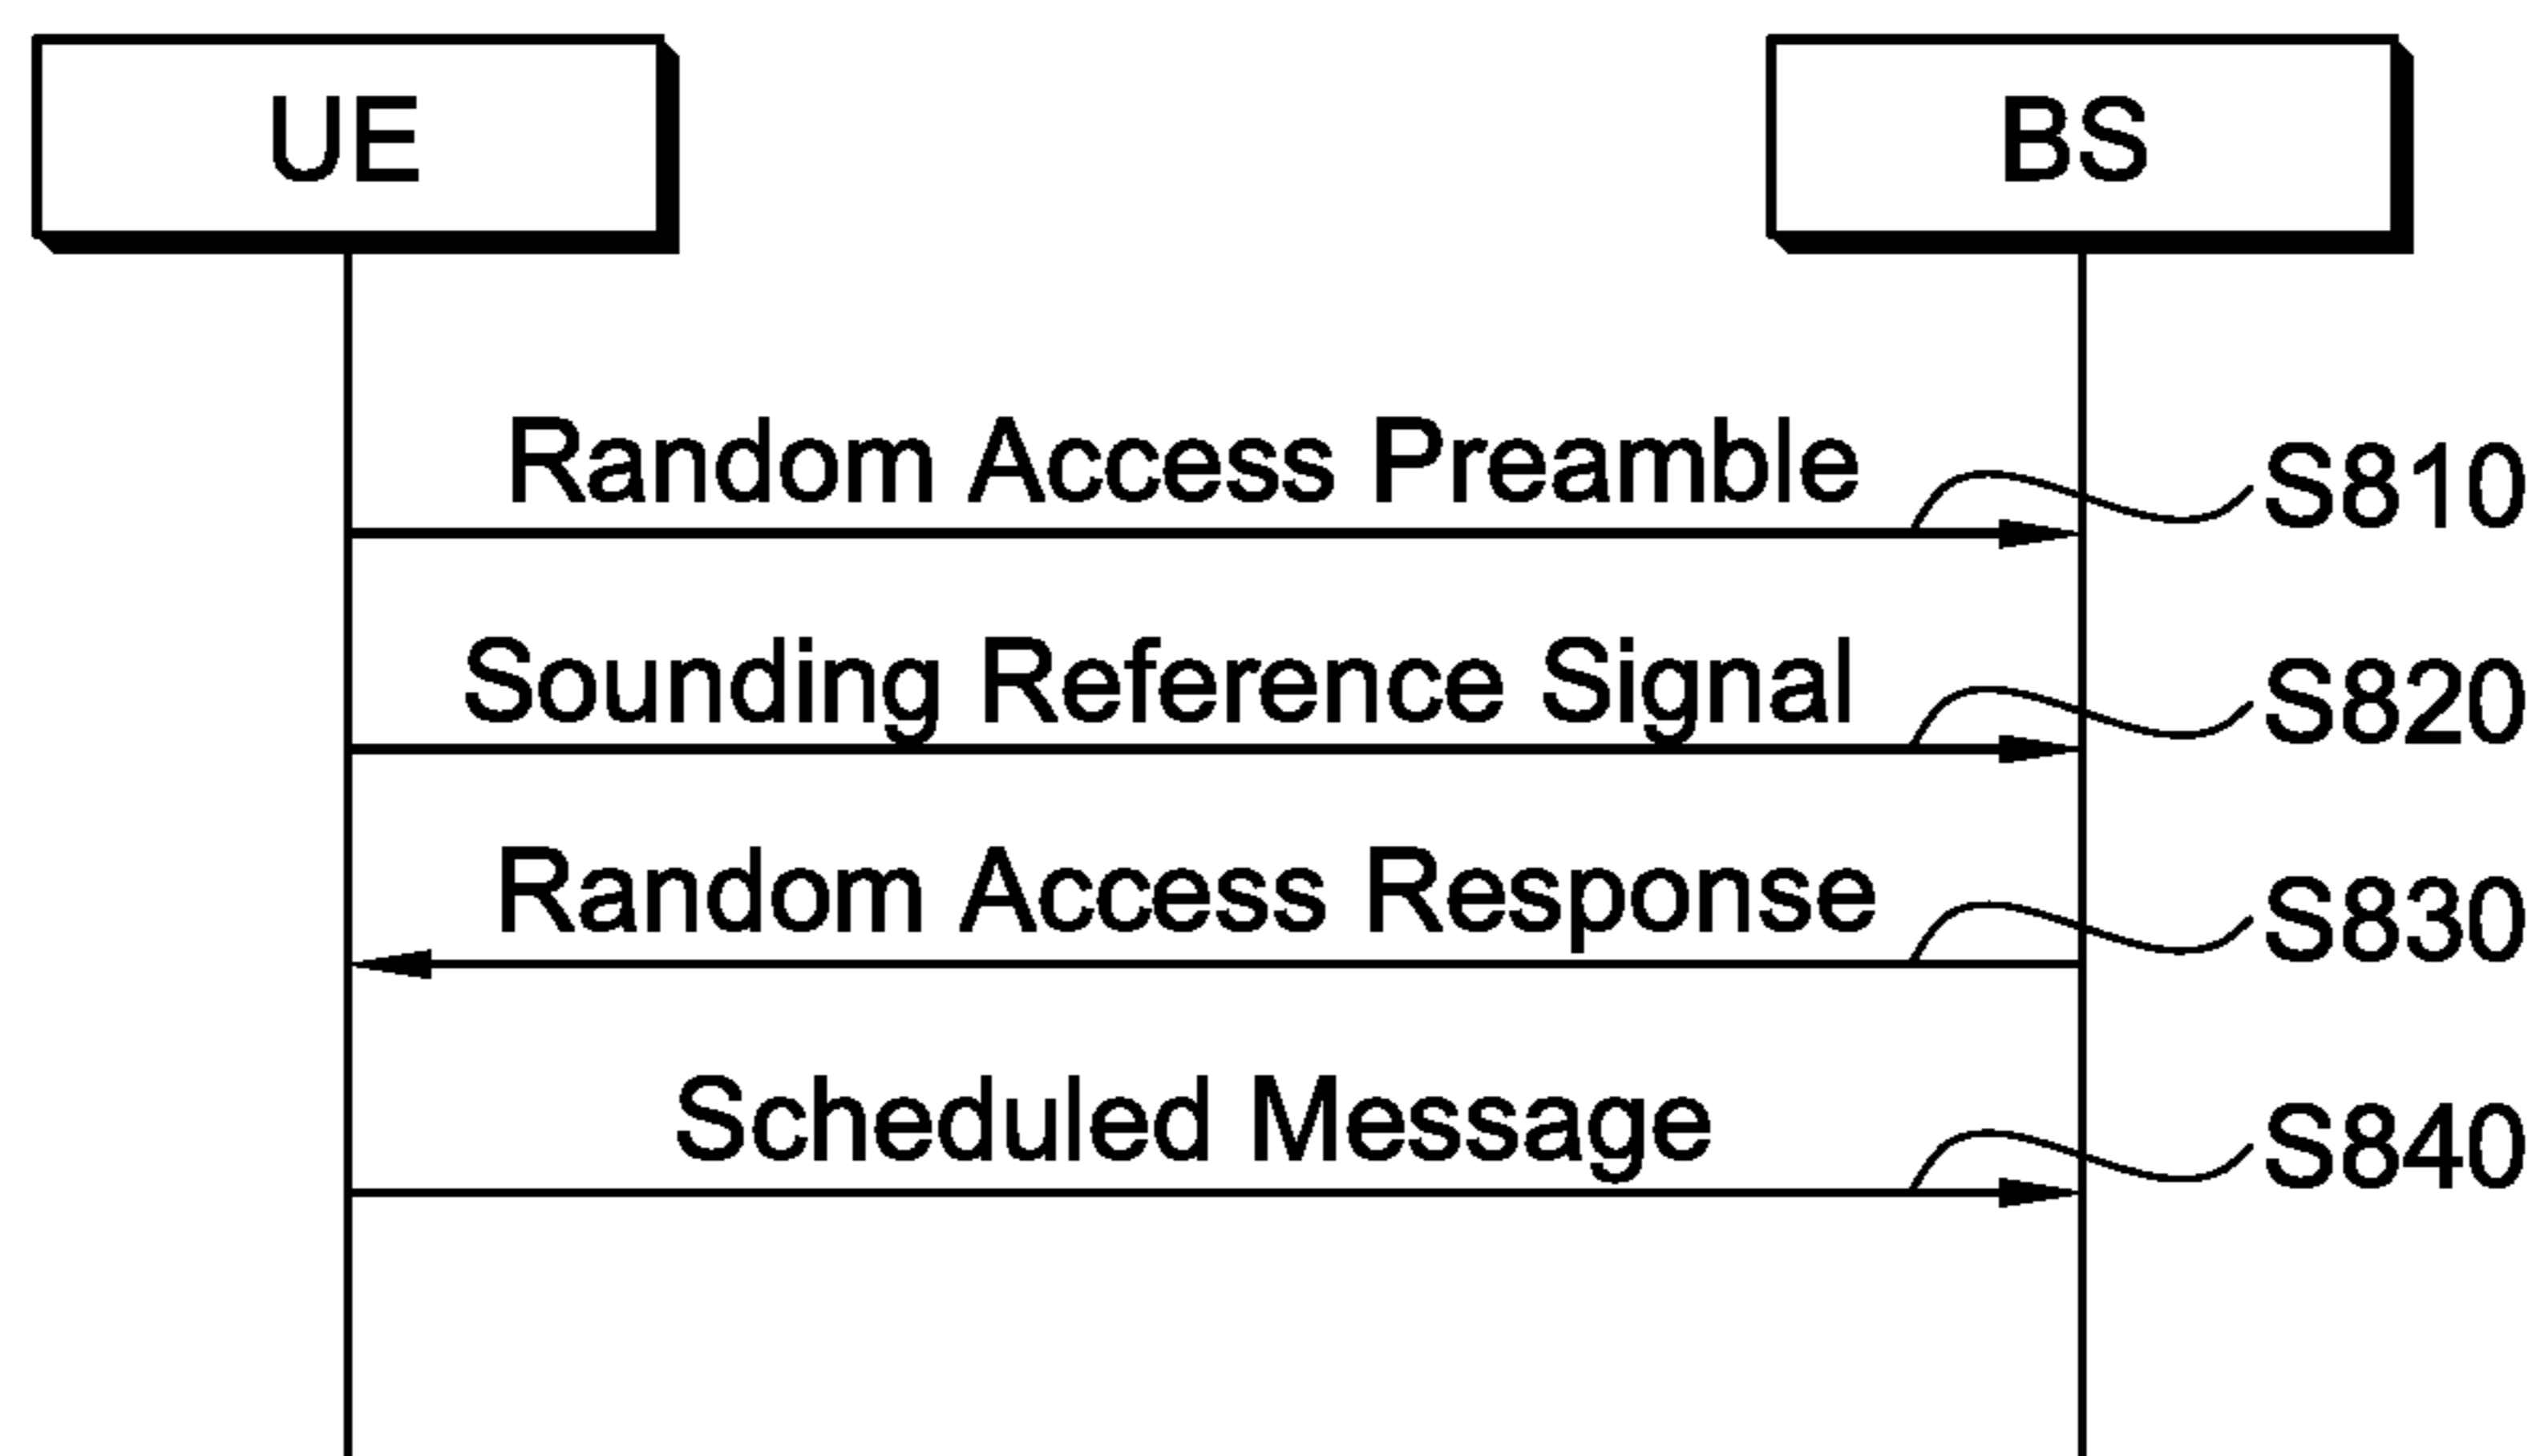 UE
BS
Random Access Preamble
S810
Sounding Reference Signal
S820
Random Access Response
S830
Scheduled Message
S840